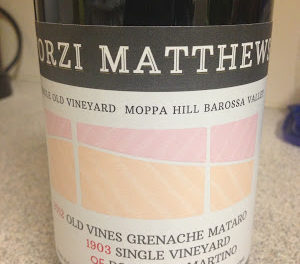 ORZI MATTHEWS
OLD VINEYARD MOPPA HILL BAROSSA VALLEY
OLD VINES GRENACHE MATARO
1903 SINGLE VINEYARD
OF
MARTINO